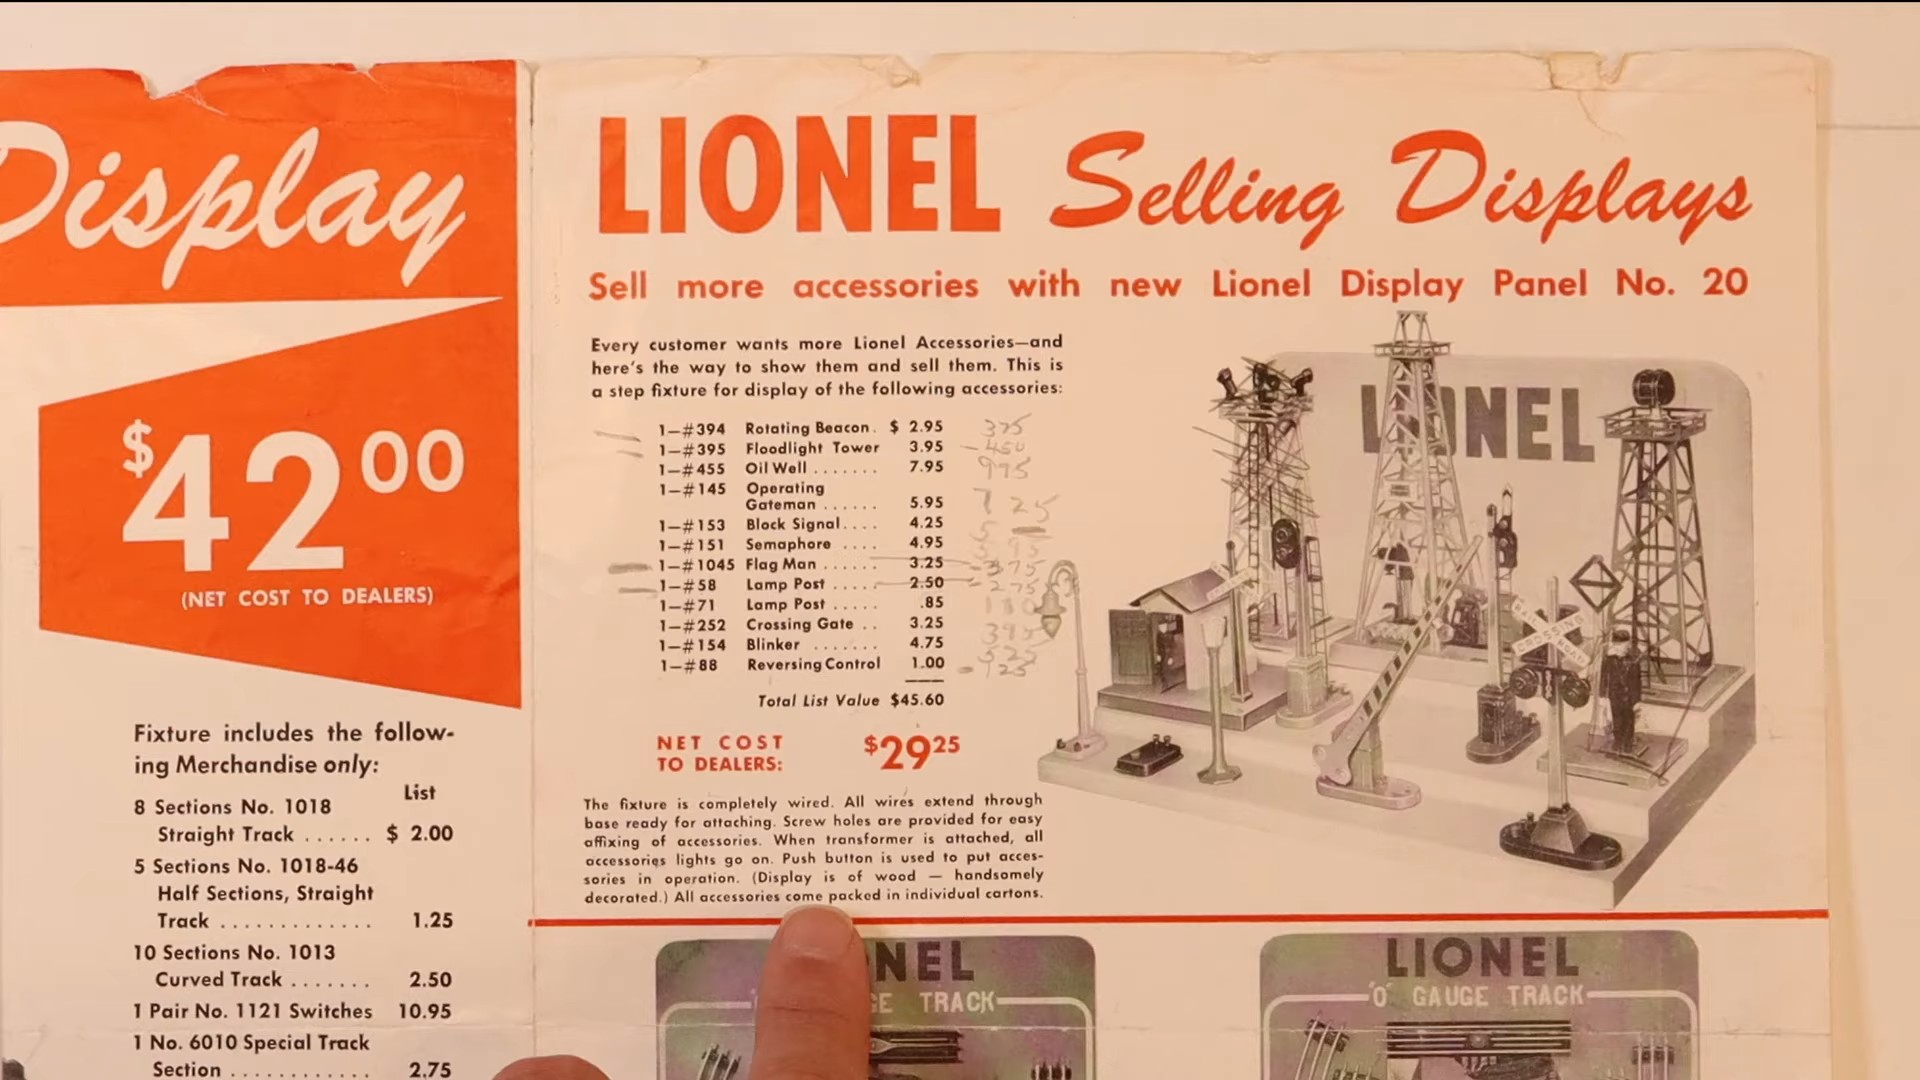 Display
$42 00
(NET COST TO DEALERS)
Fixture includes the follow-
ing Merchandise only:
List
8 Sections No. 1018
Straight Track ...... $ 2.00
5 Sections No. 1018-46
Half Sections, Straight
Track ............. 1.25
10 Sections No. 1013
Curved Track ....... 2.50
1 Pair No. 1121 Switches 10.95
1 No. 6010 Special Track
Section ............ 2.75
LIONEL Selling Displays
Sell more accessories with new Lionel Display Panel No. 20
Every customer wants more Lionel Accessories—and
here's the way to show them and sell them. This is
a step fixture for display of the following accessories:
1—#394 Rotating Beacon. $ 2.95 375
1—#395 Floodlight Tower 3.95 -450
1—#455 Oil Well ....... 7.95 975
1—#145 Operating
Gateman ...... 5.95 725
1—#153 Block Signal.... 4.25
1—#151 Semaphore .... 4.95
1—#1045 Flag Man ...... 3.25 375
1—#58 Lamp Post ..... 2.50 275
1—#71 Lamp Post ..... .85
1—#252 Crossing Gate .. 3.25 395
1—#154 Blinker ....... 4.75 525
1—#88 Reversing Control 1.00
Total List Value $45.60
NET COST
TO DEALERS: $29 25
The fixture is completely wired. All wires extend through
base ready for attaching. Screw holes are provided for easy
affixing of accessories. When transformer is attached, all
accessories lights go on. Push button is used to put acces-
sories in operation. (Display is of wood — handsomely
decorated.) All accessories come packed in individual cartons.
LIONEL
CROSSING
TRACK
LIONEL
'O' GAUGE TRACK